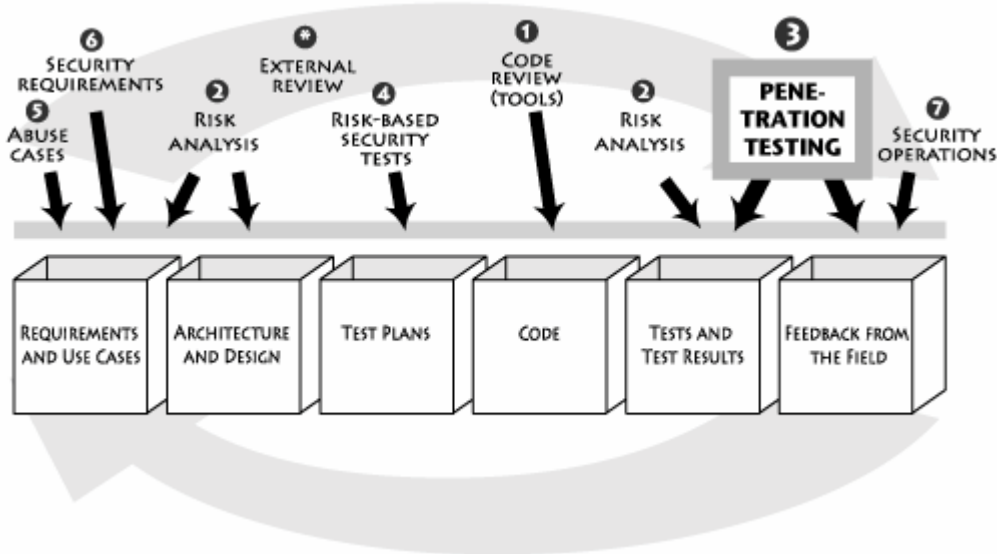 6
SECURITY
REQUIREMENTS
5
ABUSE
CASES
2
RISK
ANALYSIS
*
EXTERNAL
REVIEW
4
RISK-BASED
SECURITY
TESTS
1
CODE
REVIEW
(TOOLS)
2
RISK
ANALYSIS
3
PENE-
TRATION
TESTING
7
SECURITY
OPERATIONS
REQUIREMENTS
AND USE CASES
ARCHITECTURE
AND DESIGN
TEST PLANS
CODE
TESTS AND
TEST RESULTS
FEEDBACK FROM
THE FIELD